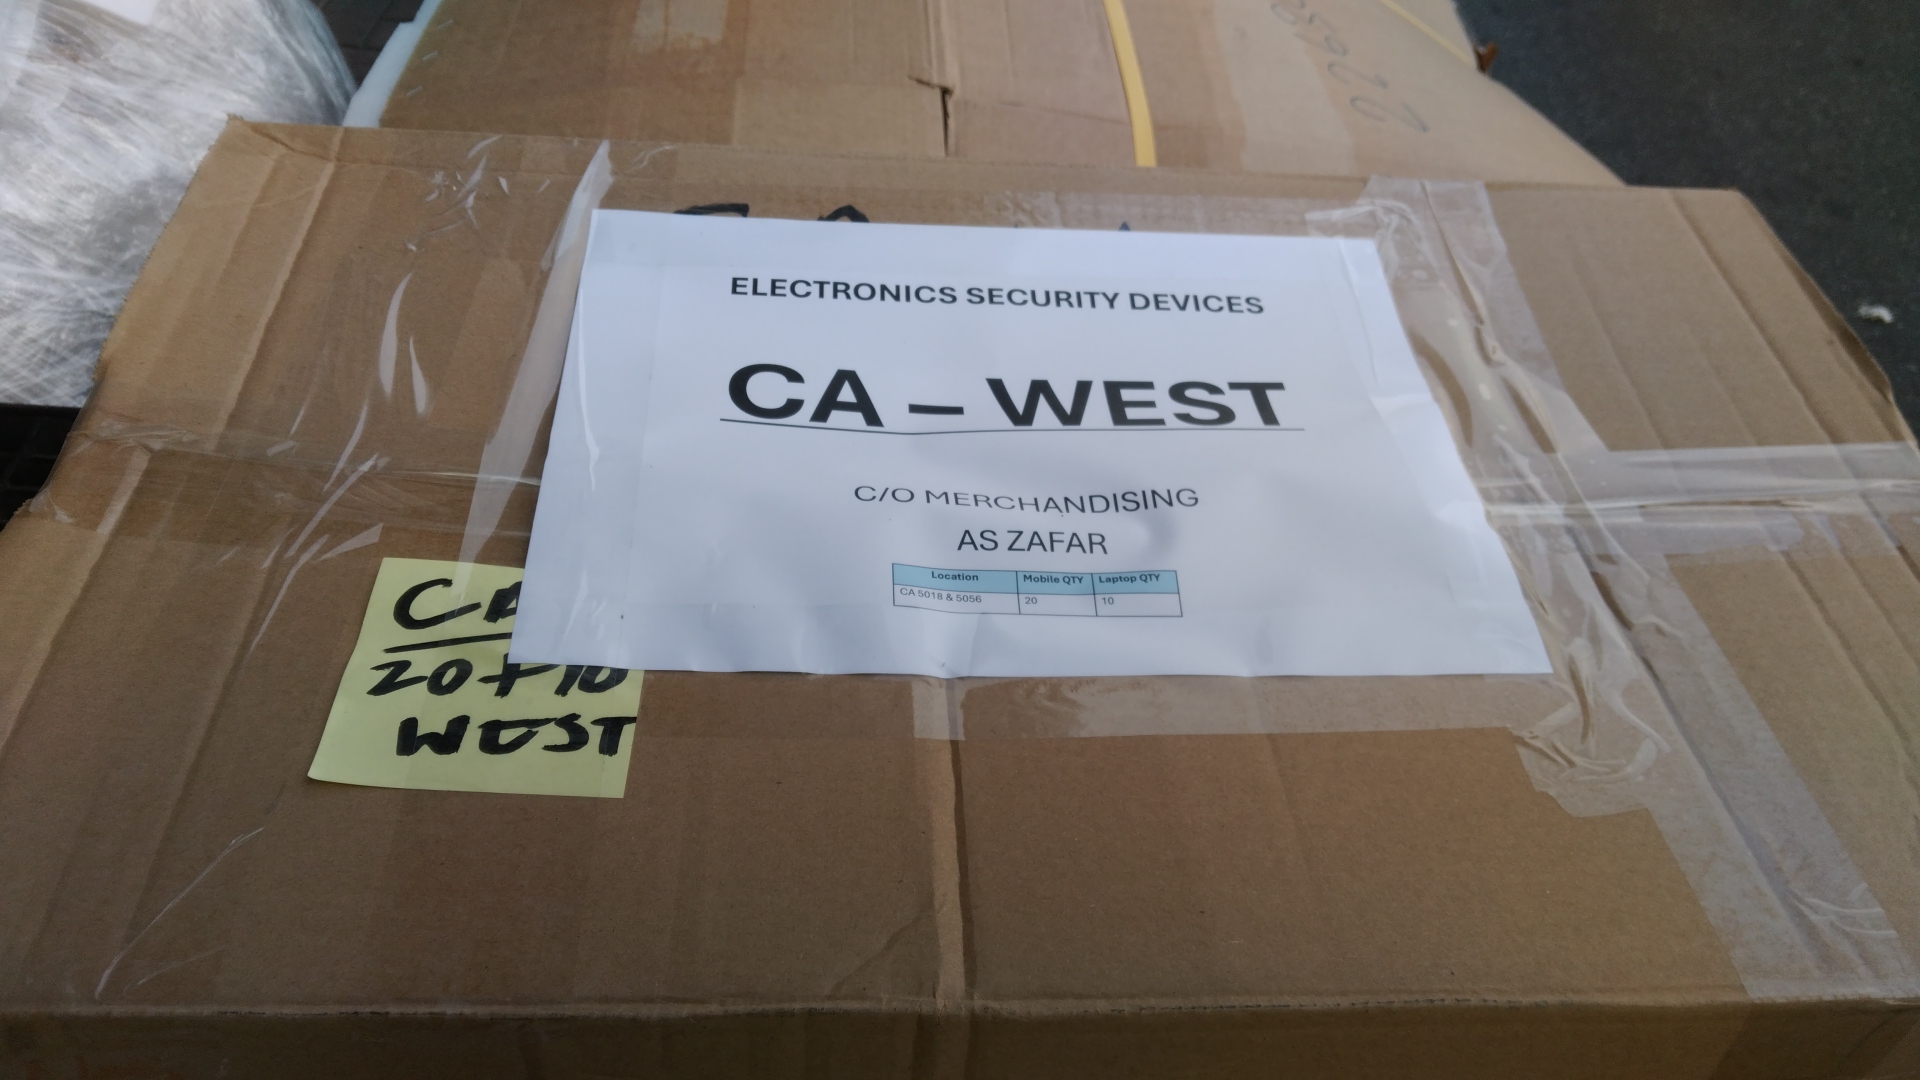 ELECTRONICS SECURITY DEVICES
CA – WEST
C/O MERCHANDISING
AS ZAFAR
Location Mobile QTY Laptop QTY
CA 5018 & 5056 20 10
CA
20+10
WEST